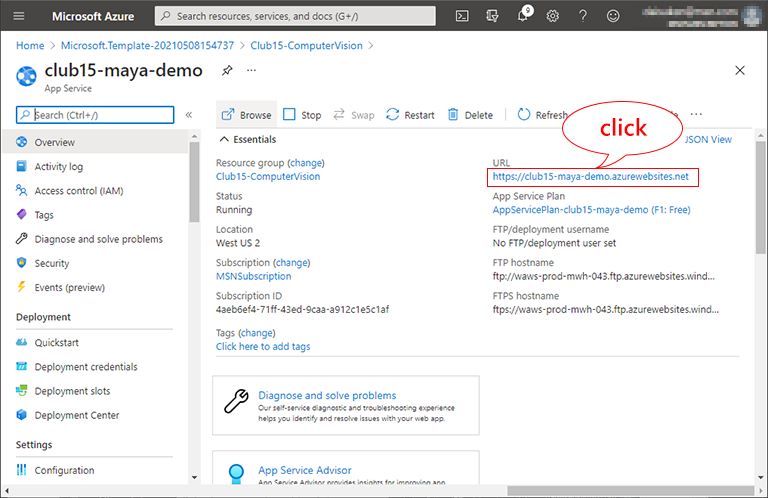 Microsoft Azure
Search resources, services, and docs (G+/)
9
Home
Microsoft.Template-20210508154737
Club15-ComputerVision
club15-maya-demo
App Service
Search (Ctrl+/)
Browse
Stop
Swap
Restart
Delete
Refresh
click
Overview
Activity log
Access control (IAM)
Tags
Diagnose and solve problems
Security
Events (preview)
Deployment
Quickstart
Deployment credentials
Deployment slots
Deployment Center
Settings
Configuration
Essentials
JSON View
Resource group (change)
Club15-ComputerVision
Status
Running
Location
West US 2
Subscription (change)
MSNSubscription
Subscription ID
4aeb6ef4-71ff-43ed-9caa-a912c1e5c1af
Tags (change)
Click here to add tags
URL
https://club15-maya-demo.azurewebsites.net
App Service Plan
AppServicePlan-club15-maya-demo (F1: Free)
FTP/deployment username
No FTP/deployment user set
FTP hostname
ftp://waws-prod-mwh-043.ftp.azurewebsites.wind...
FTPS hostname
ftps://waws-prod-mwh-043.ftp.azurewebsites.wind...
Diagnose and solve problems
Our self-service diagnostic and troubleshooting experience
helps you identify and resolve issues with your web app.
App Service Advisor
App Service Advisor provides insights for improving app